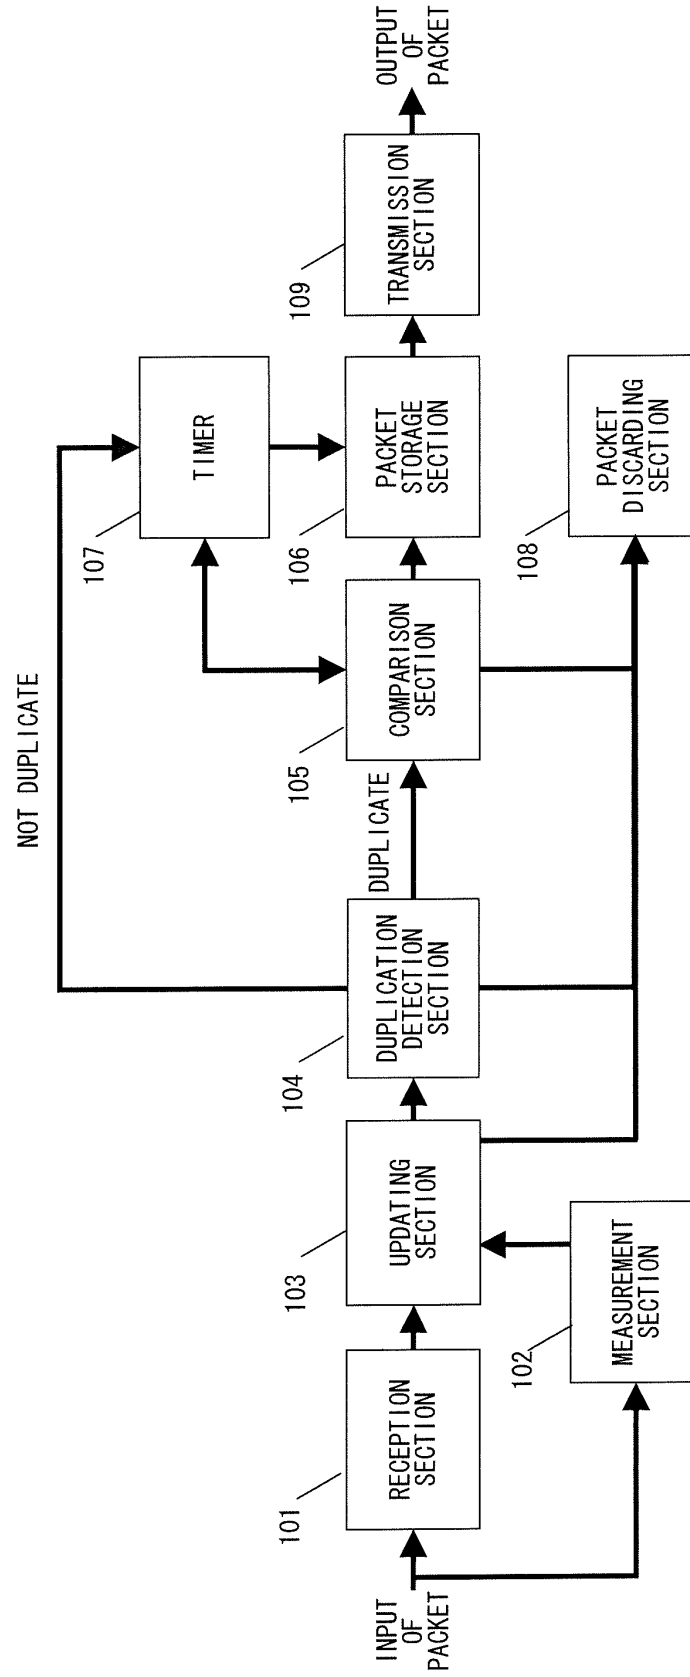 INPUT
OF
PACKET
101
RECEPTION
SECTION
102
MEASUREMENT
SECTION
103
UPDATING
SECTION
104
DUPLICATION
DETECTION
SECTION
NOT DUPLICATE
DUPLICATE
105
COMPARISON
SECTION
106
PACKET
STORAGE
SECTION
107
TIMER
108
PACKET
DISCARDING
SECTION
109
TRANSMISSION
SECTION
OUTPUT
OF
PACKET